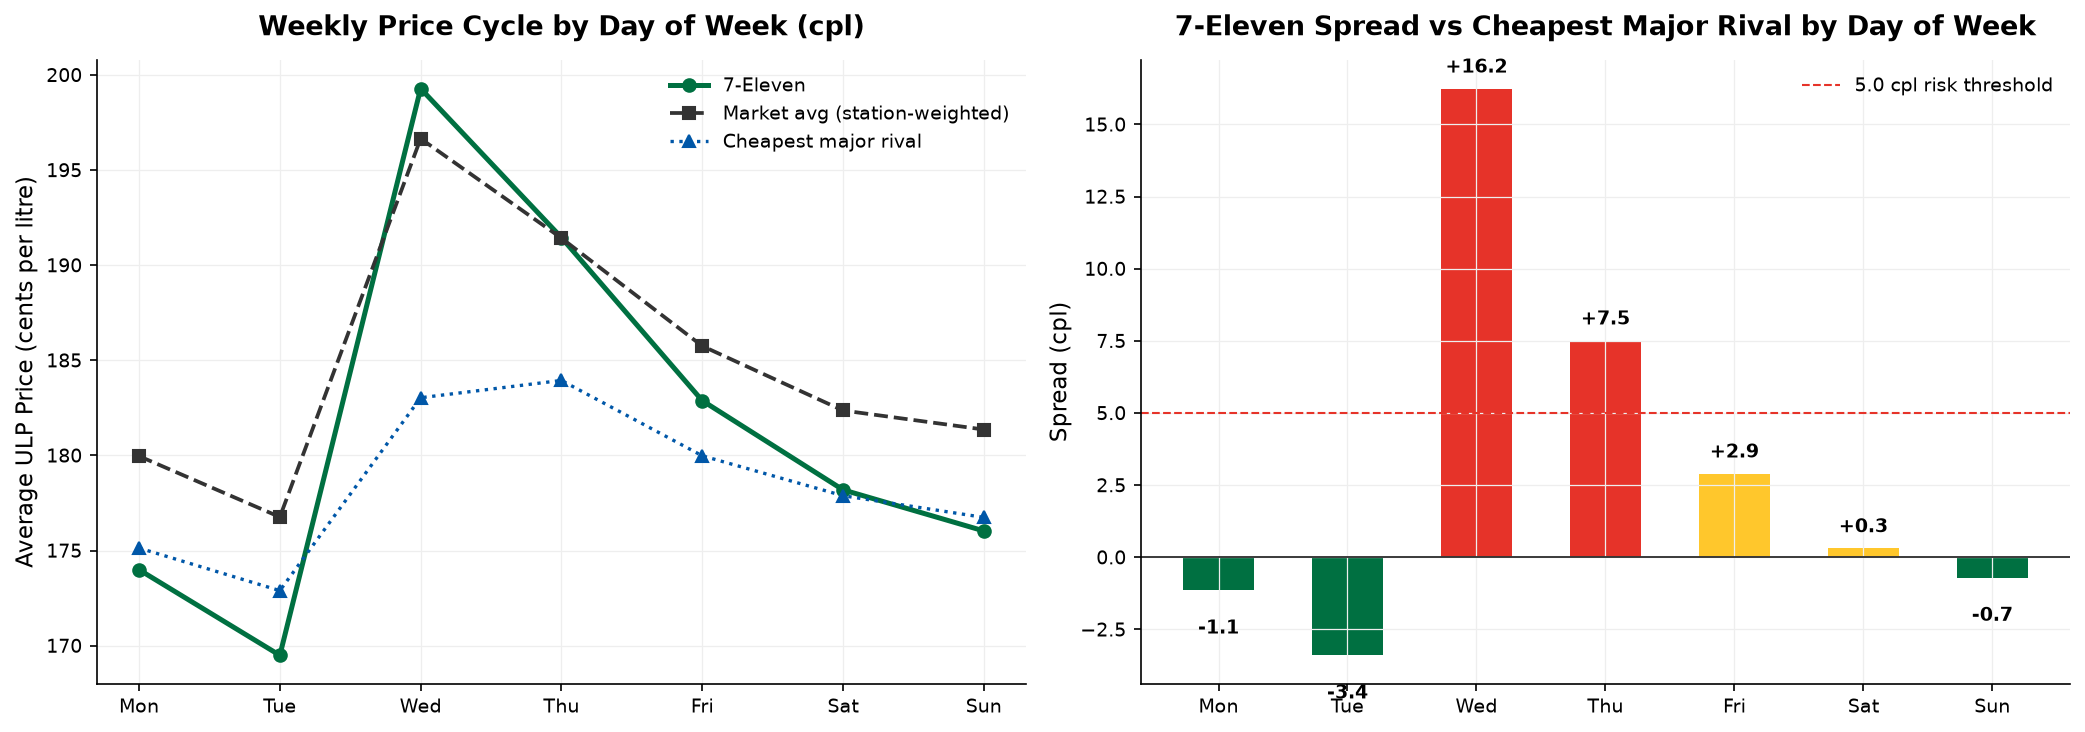 Weekly Price Cycle by Day of Week (cpl)
Average ULP Price (cents per litre)
200
195
190
185
180
175
170
Mon Tue Wed Thu Fri Sat Sun
7-Eleven
Market avg (station-weighted)
Cheapest major rival
7-Eleven Spread vs Cheapest Major Rival by Day of Week
Spread (cpl)
15.0
12.5
10.0
7.5
5.0
2.5
0.0
−2.5
5.0 cpl risk threshold
-1.1
-3.4
+16.2
+7.5
+2.9
+0.3
-0.7
Mon Tue Wed Thu Fri Sat Sun